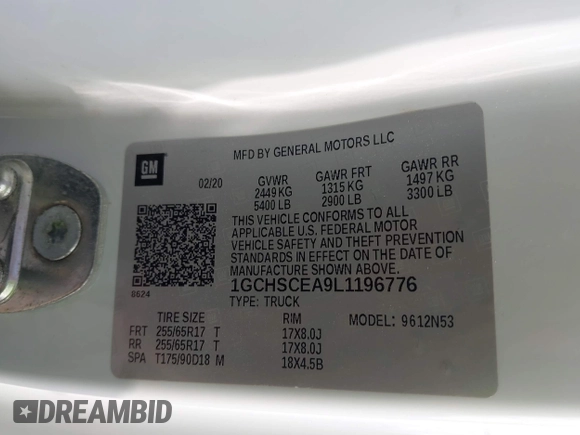 GM
MFD BY GENERAL MOTORS LLC
02/20
GVWR GAWR FRT GAWR RR
2449 KG 1315 KG 1497 KG
5400 LB 2900 LB 3300 LB
THIS VEHICLE CONFORMS TO ALL
APPLICABLE U.S. FEDERAL MOTOR
VEHICLE SAFETY AND THEFT PREVENTION
STANDARDS IN EFFECT ON THE DATE OF
MANUFACTURE SHOWN ABOVE.
8624
1GCHSCEA9L1196776
TYPE: TRUCK
TIRE SIZE RIM MODEL: 9612N53
FRT 255/65R17 T 17X8.0J
RR 255/65R17 T 17X8.0J
SPA T175/90D18 M 18X4.5B
DREAMBID